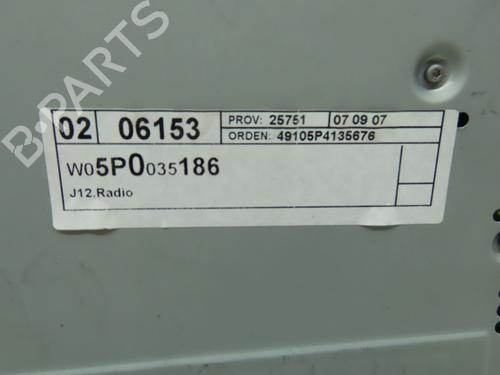 B-PARTS
02 06153 PROV: 25751 07 09 07
ORDEN: 49105P4135676
W05P0035186
J12.Radio